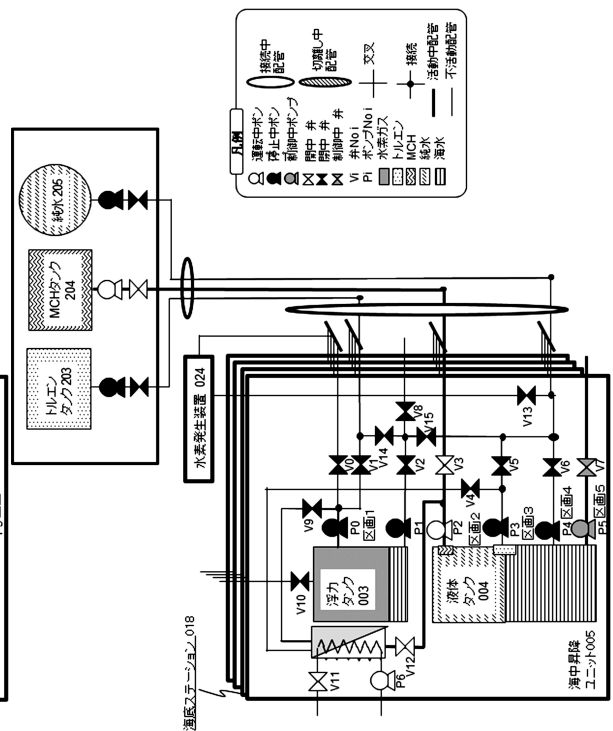 純水 205
MCHタンク
204
トルエン
タンク 203
水素発生装置 024
海底ステーション 018
凡例
運転中ポンプ
停止中ポンプ
制御中ポンプ
開中 弁
閉中 弁
制御中 弁
Vi 弁No i
Pi ポンプNo i
水素ガス
トルエン
MCH
純水
海水
接続中
配管
切離し中
配管
交叉
接続
活動中配管
不活動配管
V0
V1
V14
V2
V8
V15
V3
V4
V5
V13
V6
V7
V9
V10
V11
V12
P0
区画1
P1
P2
区画2
P3
区画3
P4
区画4
P5
区画5
P6
浮力
タンク
003
液体
タンク
004
海中昇降
ユニット005